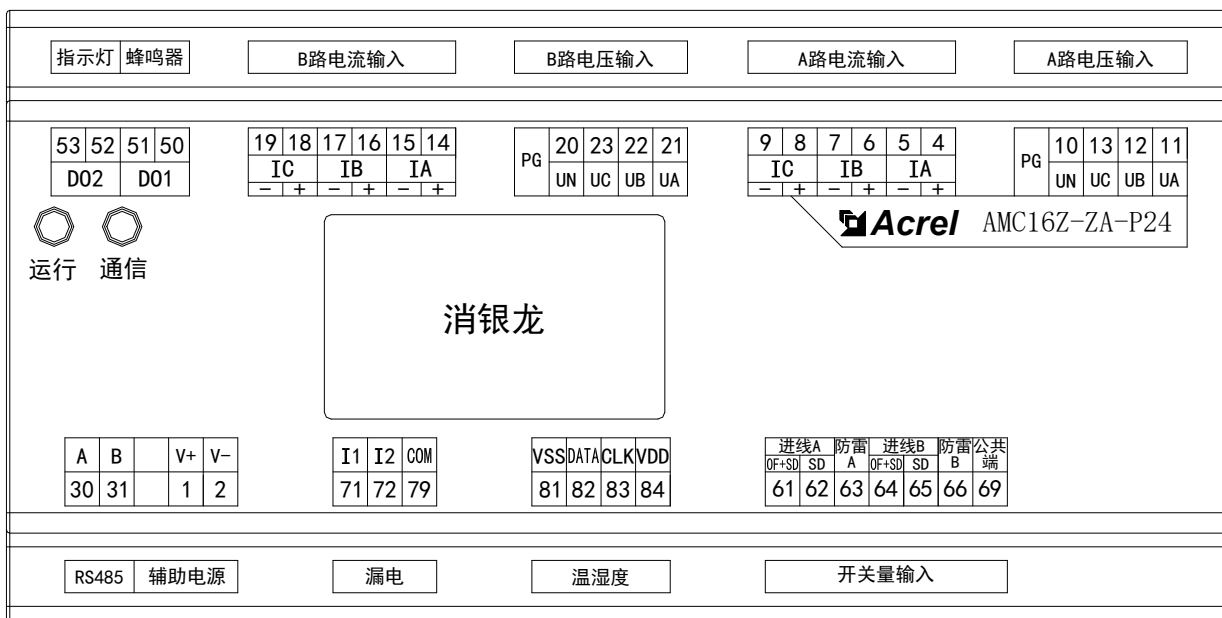 指示灯 蜂鸣器 B路电流输入 B路电压输入 A路电流输入 A路电压输入
53 52 51 50 19 18 17 16 15 14 PG 20 23 22 21 9 8 7 6 5 4 PG 10 13 12 11
DO2 DO1 IC IB IA UN UC UB UA IC IB IA UN UC UB UA
- + - + - + - + - + - +
Acrel AMC16Z-ZA-P24
运行 通信
消银龙
A B V+ V- I1 I2 COM VSS DATA CLK VDD 进线A 防雷A 进线B 防雷B 公共端
OF+SD SD OF+SD SD
30 31 1 2 71 72 79 81 82 83 84 61 62 63 64 65 66 69
RS485 辅助电源 漏电 温湿度 开关量输入